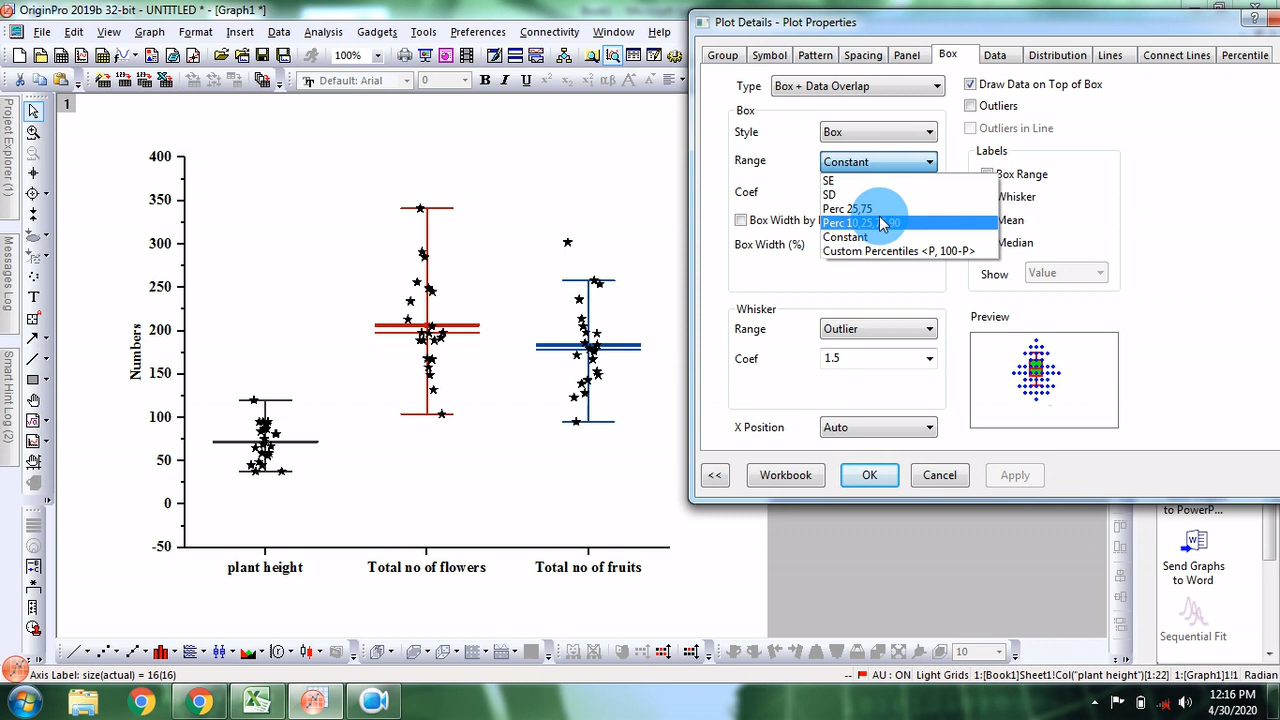 OriginPro 2019b 32-bit - UNTITLED * - [Graph1 *]
File Edit View Graph Format Insert Data Analysis Gadgets Tools Preferences Connectivity Window Help
100%
Default: Arial 0 B I U
Project Explorer (1)
Messages Log
Smart Hint Log (2)
1
400
350
300
250
200
150
100
50
0
-50
Numbers
plant height Total no of flowers Total no of fruits
Plot Details - Plot Properties
Group Symbol Pattern Spacing Panel Box Data Distribution Lines Connect Lines Percentile
Type Box + Data Overlap
Box
Style Box
Range Constant
SE
SD
Perc 25,75
Perc 10,25,75,90
Constant
Custom Percentiles <P, 100-P>
Coef
Box Width by
Box Width (%)
Whisker
Range Outlier
Coef 1.5
X Position Auto
Draw Data on Top of Box
Outliers
Outliers in Line
Labels
Box Range
Whisker
Mean
Median
Show Value
Preview
<< Workbook OK Cancel Apply
to PowerP...
Send Graphs
to Word
Sequential Fit
10
Axis Label: size(actual) = 16(16)
-- AU : ON Light Grids 1:[Book1]Sheet1!Col("plant height")[1:22] 1:[Graph1]1!1 Radian
12:16 PM
4/30/2020